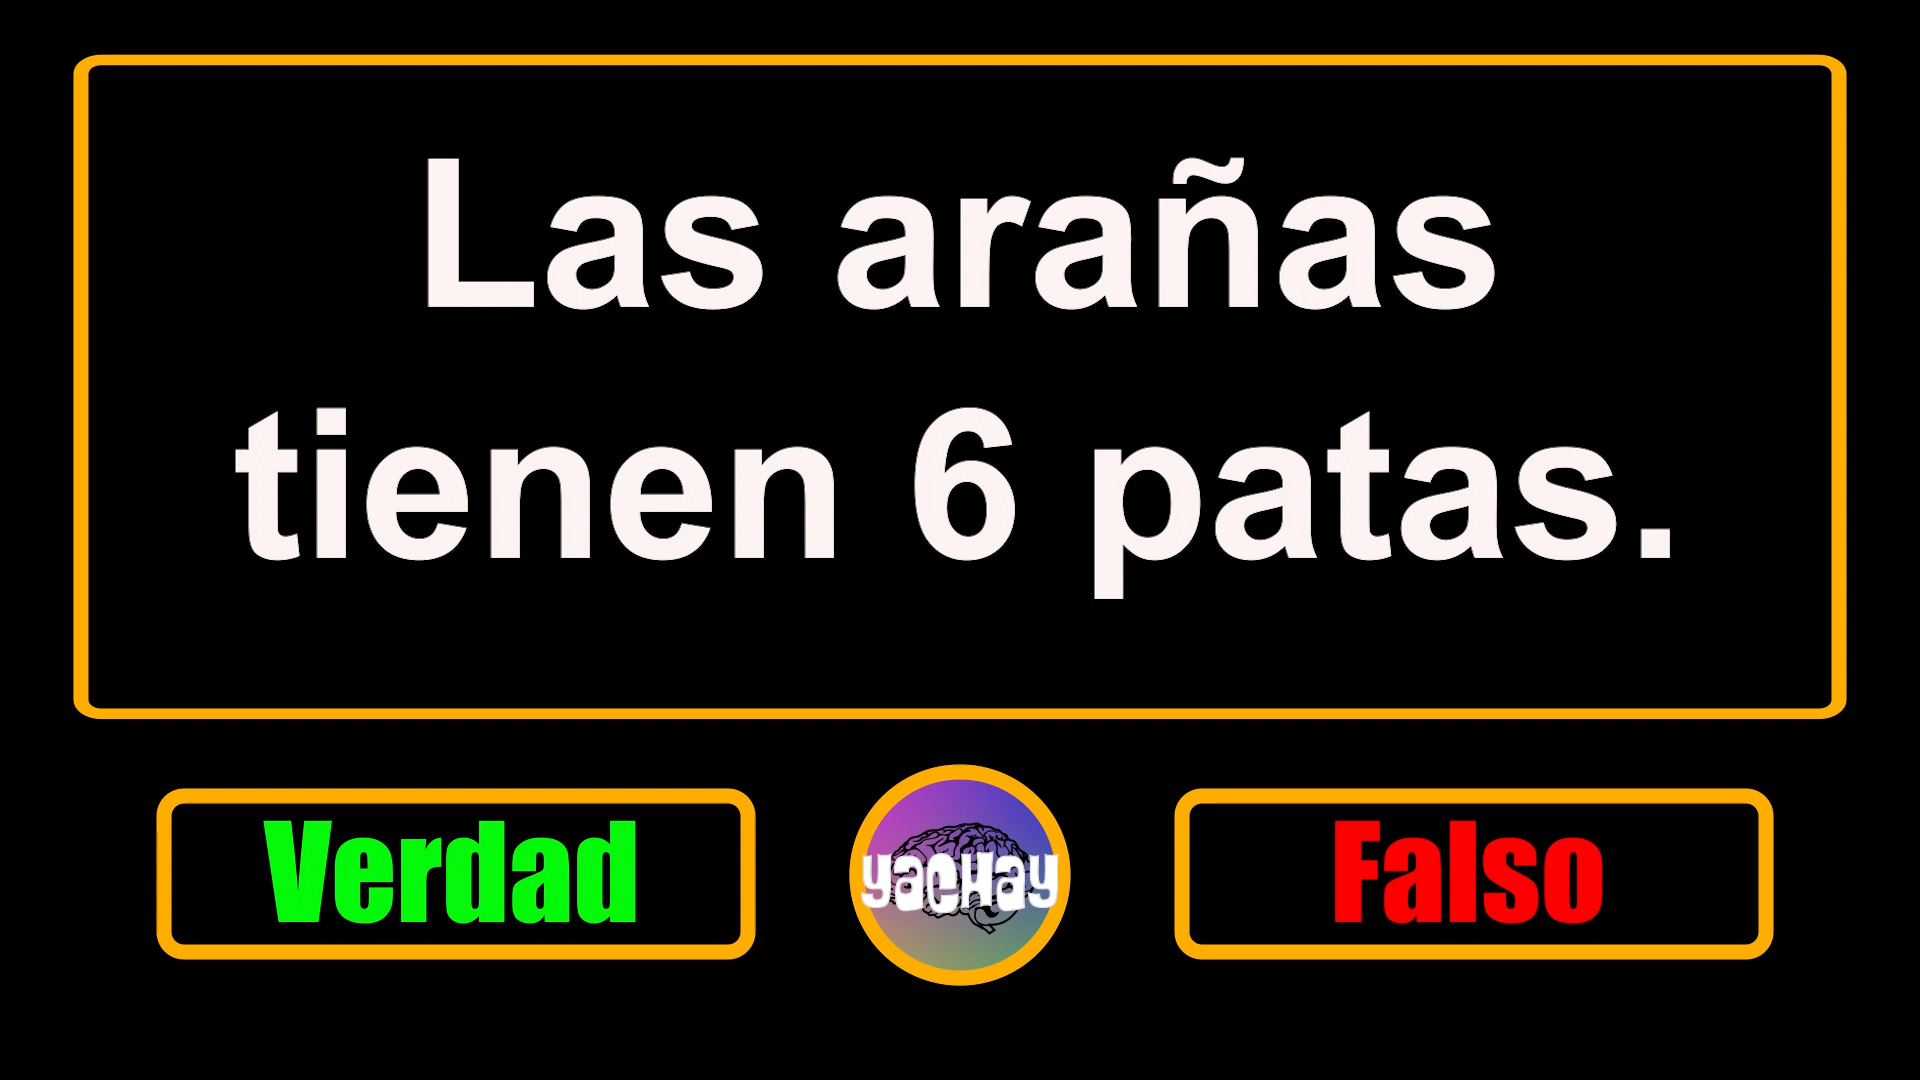 Las arañas
tienen 6 patas.
Verdad
yachay
Falso